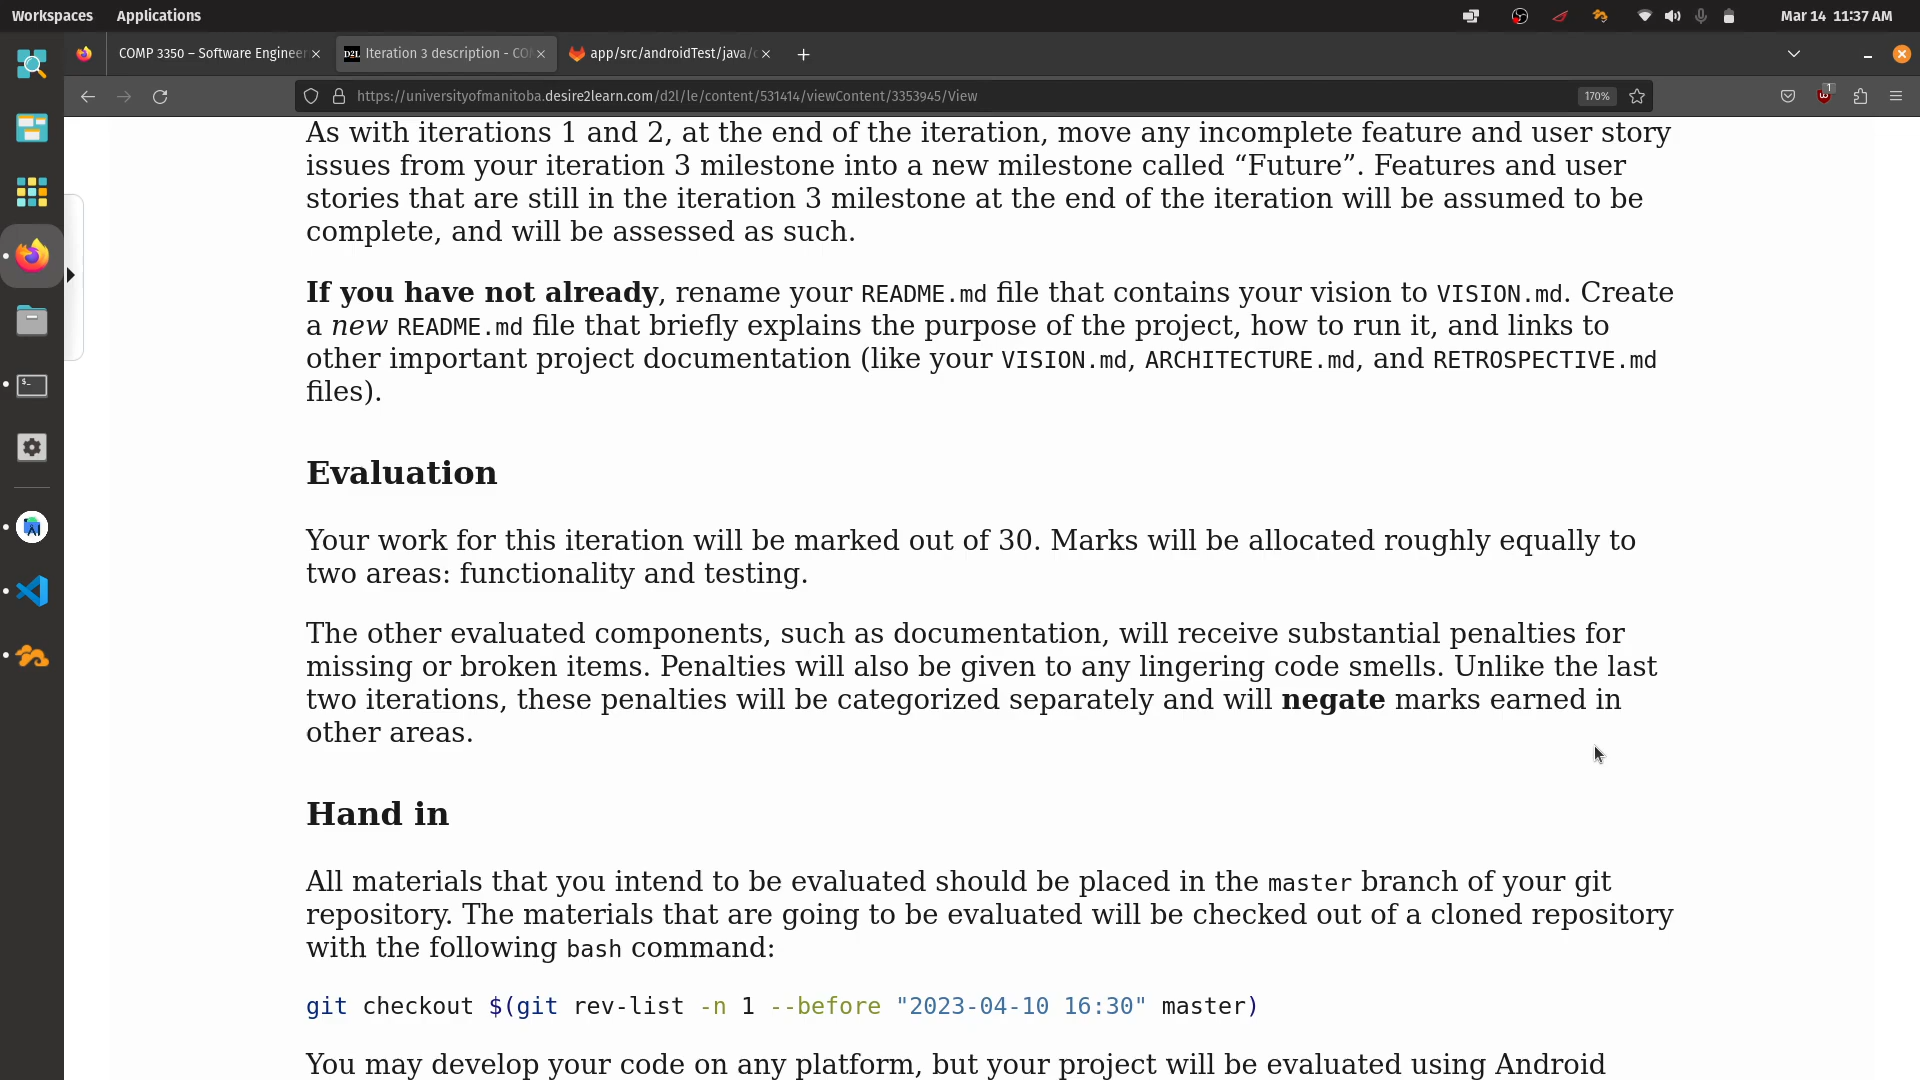 Workspaces Applications Mar 14 11:37 AM
COMP 3350 – Software Engineer
D2L Iteration 3 description - CO
app/src/androidTest/java/c
https://universityofmanitoba.desire2learn.com/d2l/le/content/531414/viewContent/3353945/View 170% 1
As with iterations 1 and 2, at the end of the iteration, move any incomplete feature and user story
issues from your iteration 3 milestone into a new milestone called “Future”. Features and user
stories that are still in the iteration 3 milestone at the end of the iteration will be assumed to be
complete, and will be assessed as such.
If you have not already, rename your README.md file that contains your vision to VISION.md. Create
a new README.md file that briefly explains the purpose of the project, how to run it, and links to
other important project documentation (like your VISION.md, ARCHITECTURE.md, and RETROSPECTIVE.md
files).
Evaluation
Your work for this iteration will be marked out of 30. Marks will be allocated roughly equally to
two areas: functionality and testing.
The other evaluated components, such as documentation, will receive substantial penalties for
missing or broken items. Penalties will also be given to any lingering code smells. Unlike the last
two iterations, these penalties will be categorized separately and will negate marks earned in
other areas.
Hand in
All materials that you intend to be evaluated should be placed in the master branch of your git
repository. The materials that are going to be evaluated will be checked out of a cloned repository
with the following bash command:
git checkout $(git rev-list -n 1 --before "2023-04-10 16:30" master)
You may develop your code on any platform, but your project will be evaluated using Android